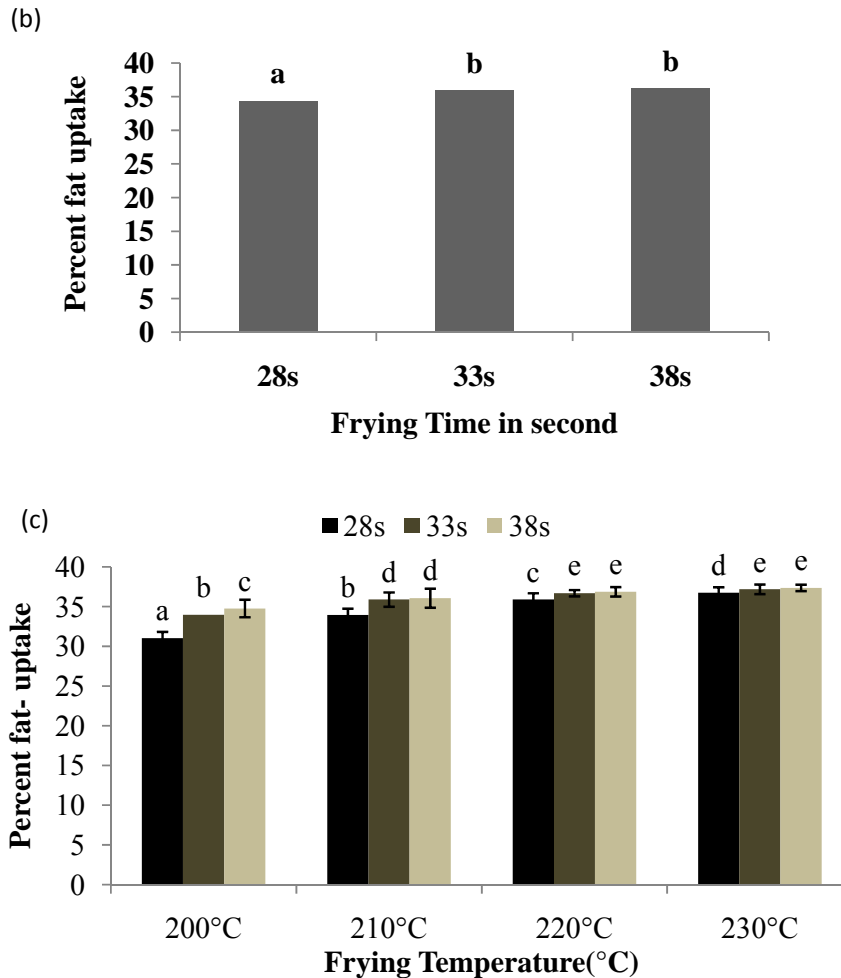 (b)
40
35
30
25
20
15
10
5
0
Percent fat uptake
a b b
28s 33s 38s
Frying Time in second
(c)
28s 33s 38s
40
35
30
25
20
15
10
5
0
Percent fat- uptake
a b c b d d c e e d e e
200°C 210°C 220°C 230°C
Frying Temperature(°C)